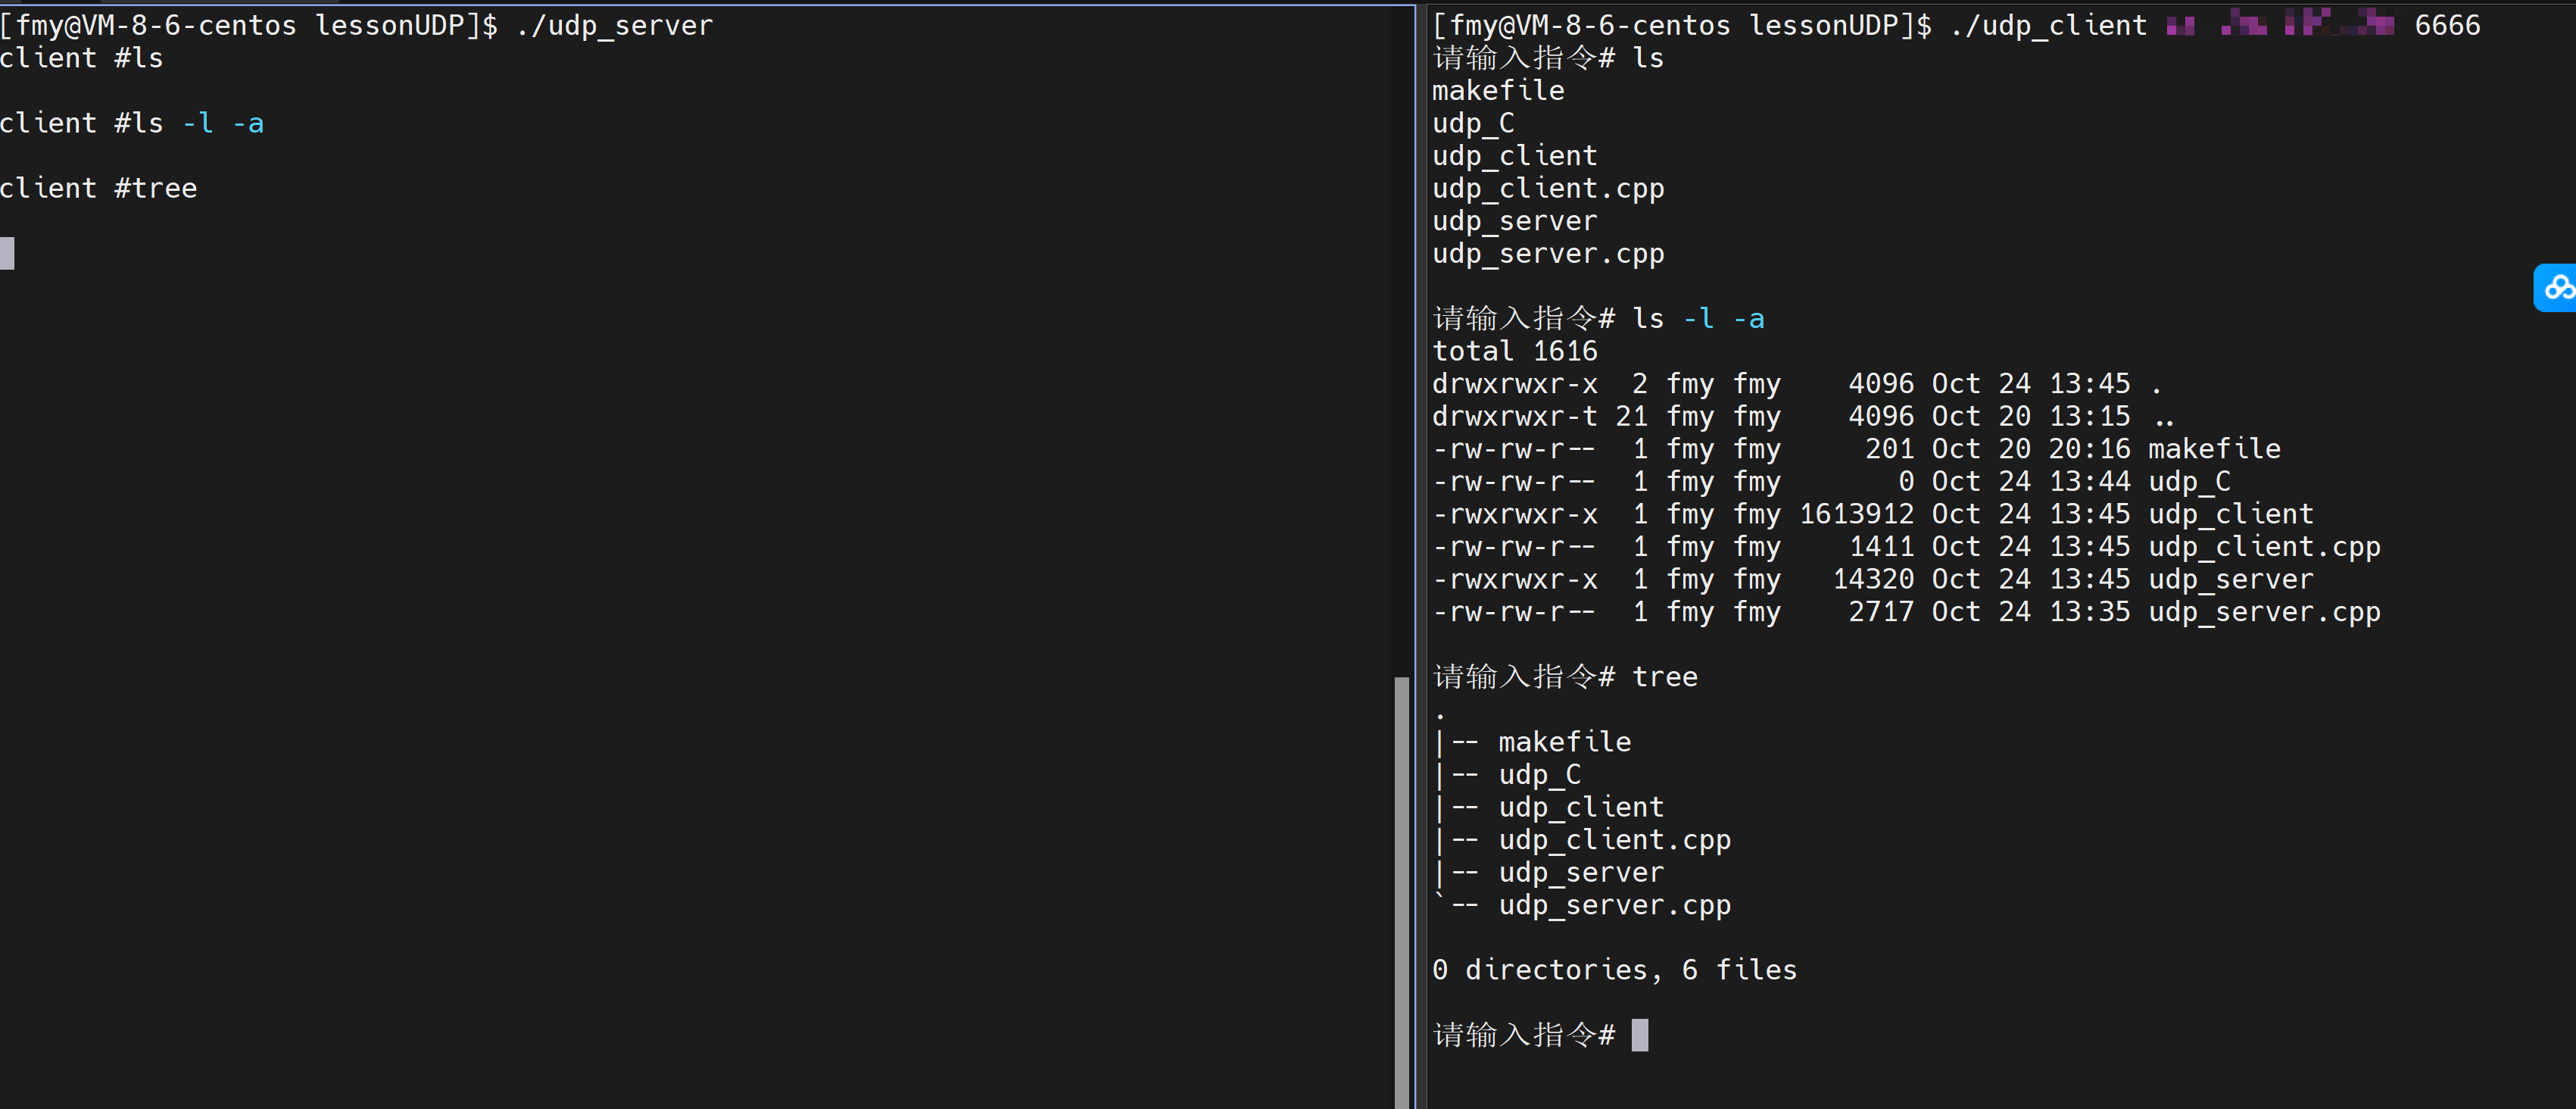 [fmy@VM-8-6-centos lessonUDP]$ ./udp_server
client #ls
client #ls -l -a
client #tree
[fmy@VM-8-6-centos lessonUDP]$ ./udp_client 6666
请输入指令# ls
makefile
udp_C
udp_client
udp_client.cpp
udp_server
udp_server.cpp
请输入指令# ls -l -a
total 1616
drwxrwxr-x  2 fmy fmy    4096 Oct 24 13:45 .
drwxrwxr-t 21 fmy fmy    4096 Oct 20 13:15 ..
-rw-rw-r--  1 fmy fmy     201 Oct 20 20:16 makefile
-rw-rw-r--  1 fmy fmy       0 Oct 24 13:44 udp_C
-rwxrwxr-x  1 fmy fmy 1613912 Oct 24 13:45 udp_client
-rw-rw-r--  1 fmy fmy    1411 Oct 24 13:45 udp_client.cpp
-rwxrwxr-x  1 fmy fmy   14320 Oct 24 13:45 udp_server
-rw-rw-r--  1 fmy fmy    2717 Oct 24 13:35 udp_server.cpp
请输入指令# tree
.
|-- makefile
|-- udp_C
|-- udp_client
|-- udp_client.cpp
|-- udp_server
`-- udp_server.cpp
0 directories, 6 files
请输入指令#